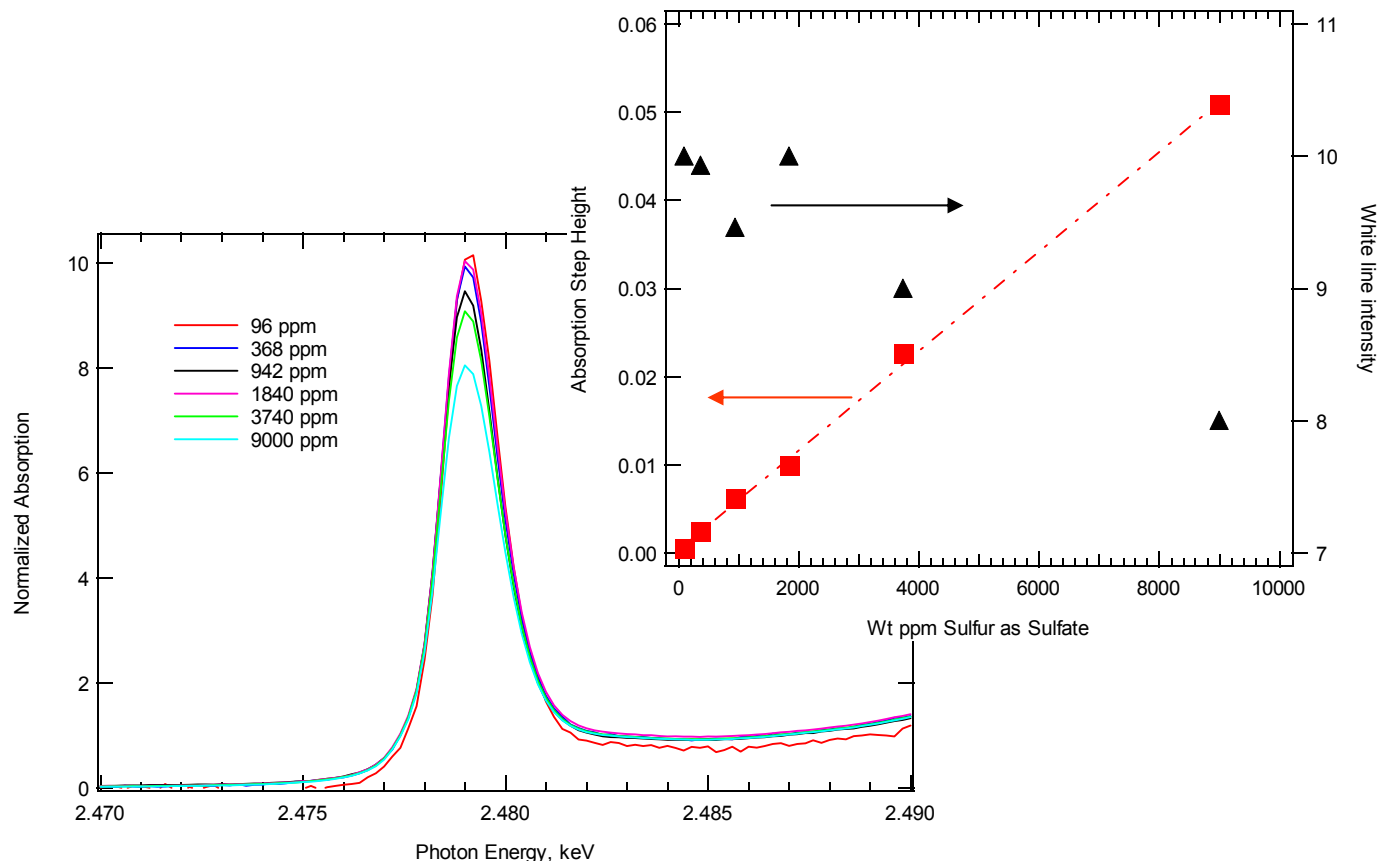 0.06
0.05
0.04
0.03
0.02
0.01
0.00
Absorption Step Height
11
10
9
8
7
White line intensity
0
2000
4000
6000
8000
10000
Wt ppm Sulfur as Sulfate
10
8
6
4
2
0
Normalized Absorption
96 ppm
368 ppm
942 ppm
1840 ppm
3740 ppm
9000 ppm
2.470
2.475
2.480
2.485
2.490
Photon Energy, keV